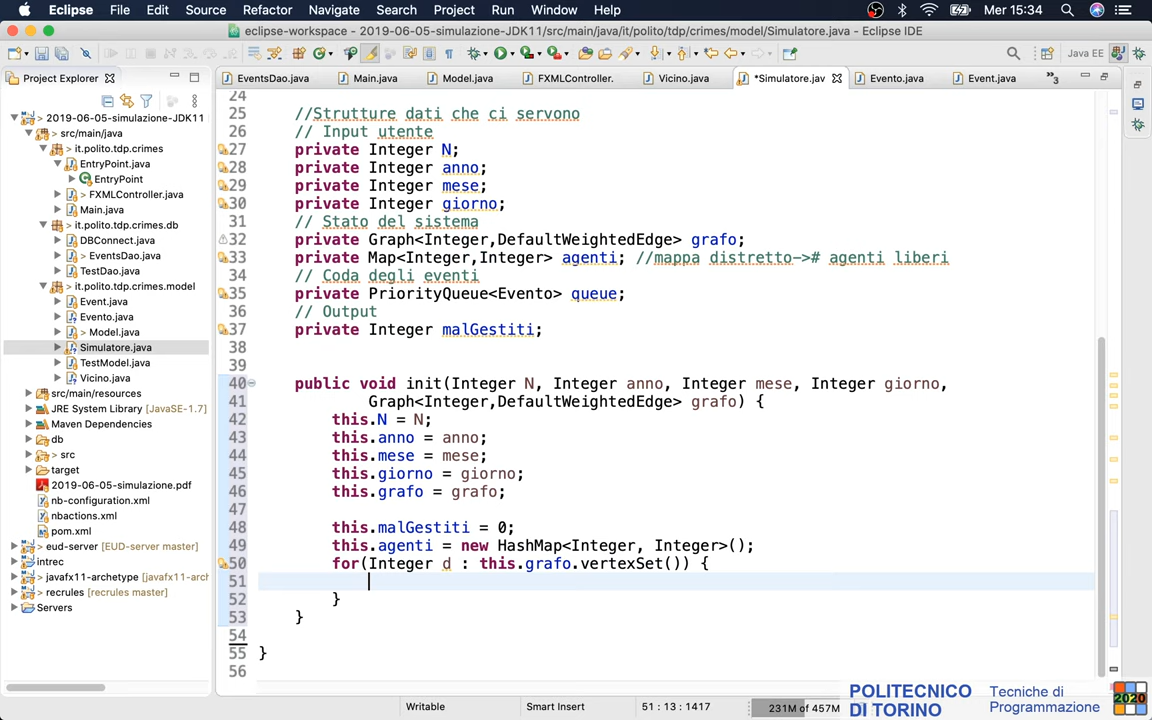 Eclipse File Edit Source Refactor Navigate Search Project Run Window Help Mer 15:34
eclipse-workspace - 2019-06-05-simulazione-JDK11/src/main/java/it/polito/tdp/crimes/model/Simulatore.java - Eclipse IDE
Java EE
Project Explorer
EventsDao.java Main.java Model.java FXMLController. Vicino.java *Simulatore.jav Evento.java Event.java »3
> 2019-06-05-simulazione-JDK11
> src/main/java
> it.polito.tdp.crimes
EntryPoint.java
EntryPoint
> FXMLController.java
Main.java
> it.polito.tdp.crimes.db
DBConnect.java
> EventsDao.java
TestDao.java
> it.polito.tdp.crimes.model
Event.java
Evento.java
> Model.java
Simulatore.java
TestModel.java
Vicino.java
src/main/resources
JRE System Library [JavaSE-1.7]
Maven Dependencies
db
> src
target
2019-06-05-simulazione.pdf
nb-configuration.xml
nbactions.xml
pom.xml
> eud-server [EUD-server master]
intrec
> javafx11-archetype [javafx11-arch
> recrules [recrules master]
Servers
24
25 //Strutture dati che ci servono
26 // Input utente
27 private Integer N;
28 private Integer anno;
29 private Integer mese;
30 private Integer giorno;
31 // Stato del sistema
32 private Graph<Integer,DefaultWeightedEdge> grafo;
33 private Map<Integer,Integer> agenti; //mappa distretto-># agenti liberi
34 // Coda degli eventi
35 private PriorityQueue<Evento> queue;
36 // Output
37 private Integer malGestiti;
38
39
40 public void init(Integer N, Integer anno, Integer mese, Integer giorno,
41 Graph<Integer,DefaultWeightedEdge> grafo) {
42 this.N = N;
43 this.anno = anno;
44 this.mese = mese;
45 this.giorno = giorno;
46 this.grafo = grafo;
47
48 this.malGestiti = 0;
49 this.agenti = new HashMap<Integer, Integer>();
50 for(Integer d : this.grafo.vertexSet()) {
51
52 }
53 }
54
55 }
56
Writable Smart Insert 51 : 13 : 1417 231M of 457M
POLITECNICO
DI TORINO
Tecniche di
Programmazione
2020